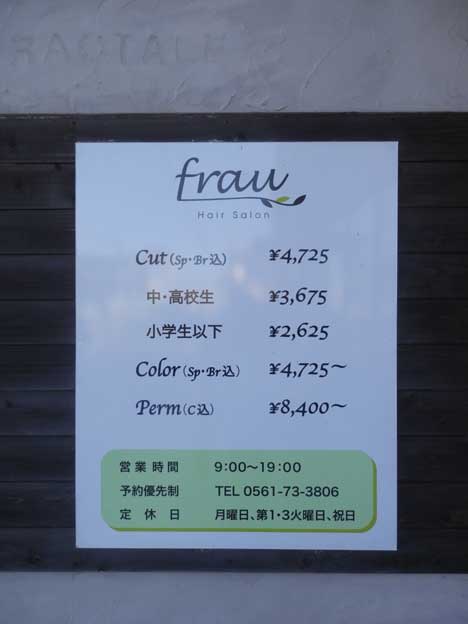 frau
Hair Salon
Cut(Sp・Br込) ¥4,725
中・高校生 ¥3,675
小学生以下 ¥2,625
Color(Sp・Br込) ¥4,725〜
Perm(C込) ¥8,400〜
営業時間 9:00〜19:00
予約優先制 TEL 0561-73-3806
定休日 月曜日、第1・3火曜日、祝日